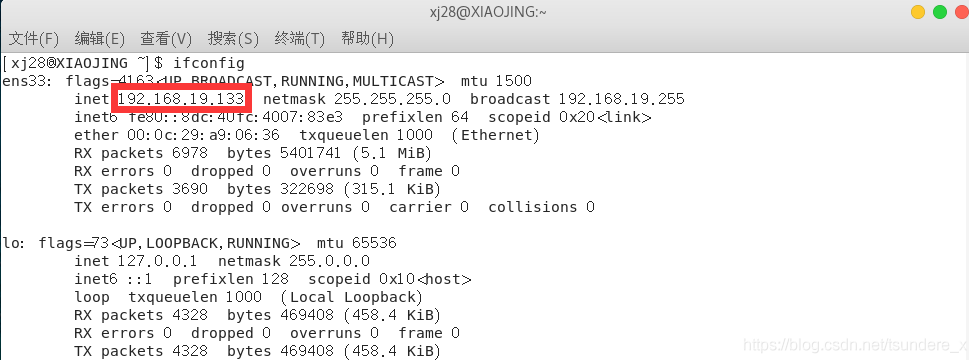 xj28@XIAOJING:~
文件(F) 编辑(E) 查看(V) 搜索(S) 终端(T) 帮助(H)
[xj28@XIAOJING ~]$ ifconfig
ens33: flags=4163<UP,BROADCAST,RUNNING,MULTICAST> mtu 1500
inet 192.168.19.133 netmask 255.255.255.0 broadcast 192.168.19.255
inet6 fe80::8dc:40fc:4007:83e3 prefixlen 64 scopeid 0x20<link>
ether 00:0c:29:a9:06:36 txqueuelen 1000 (Ethernet)
RX packets 6978 bytes 5401741 (5.1 MiB)
RX errors 0 dropped 0 overruns 0 frame 0
TX packets 3690 bytes 322698 (315.1 KiB)
TX errors 0 dropped 0 overruns 0 carrier 0 collisions 0
lo: flags=73<UP,LOOPBACK,RUNNING> mtu 65536
inet 127.0.0.1 netmask 255.0.0.0
inet6 ::1 prefixlen 128 scopeid 0x10<host>
loop txqueuelen 1000 (Local Loopback)
RX packets 4328 bytes 469408 (458.4 KiB)
RX errors 0 dropped 0 overruns 0 frame 0
TX packets 4328 bytes 469408 (458.4 KiB)
https://blog.csdn.net/tsundere_x